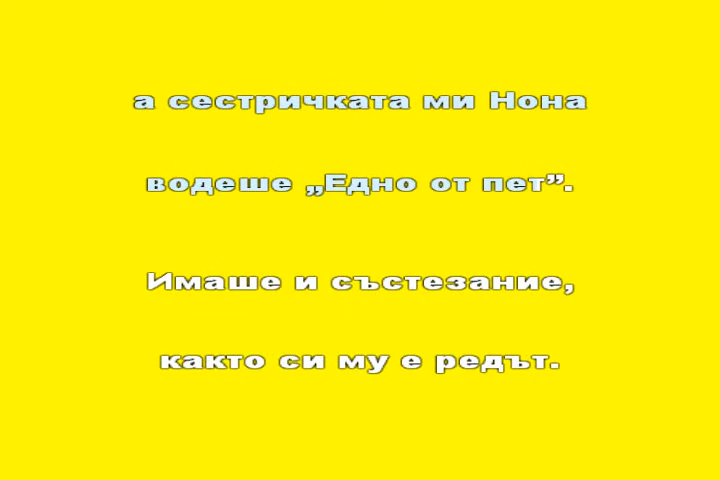 а сестричката ми Нона
водеше „Едно от пет”.
Имаше и състезание,
както си му е редът.